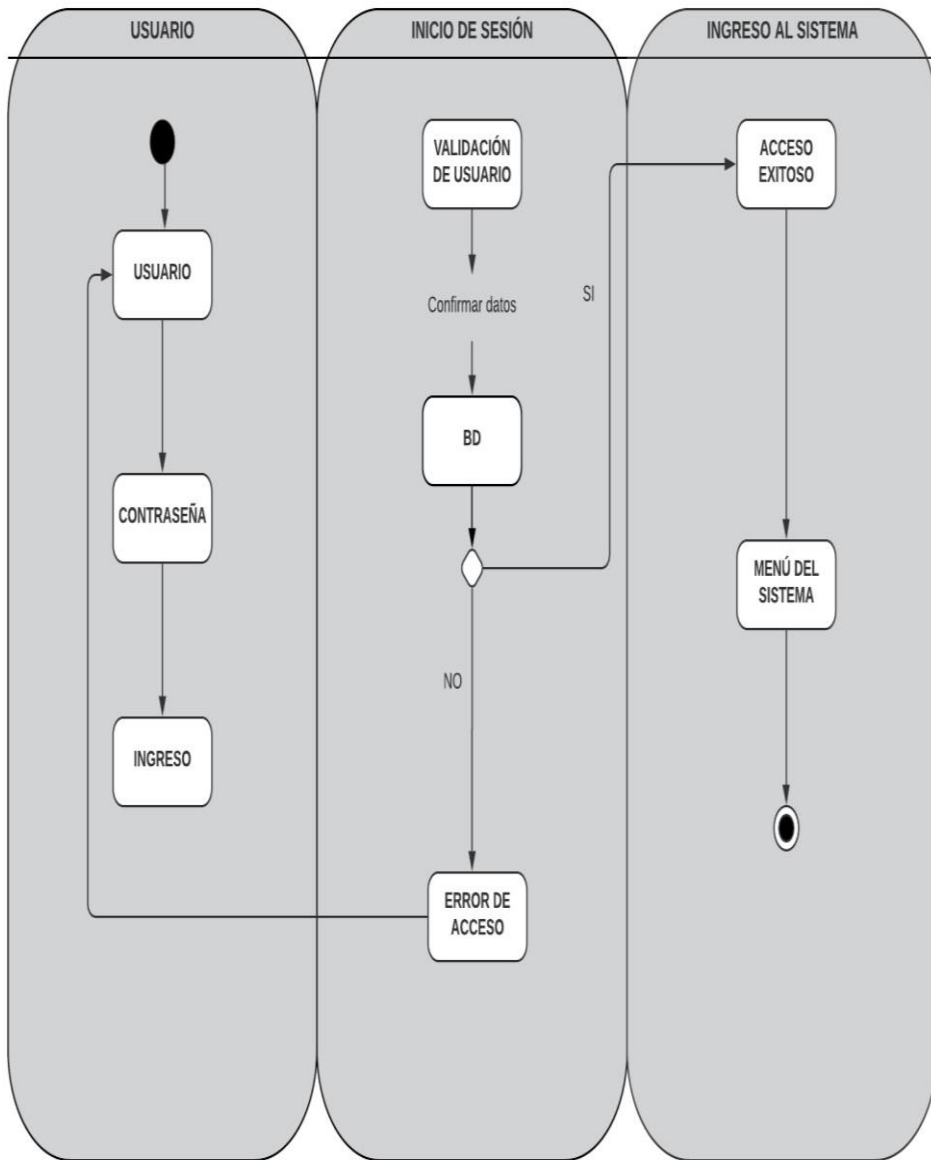 USUARIO
INICIO DE SESIÓN
INGRESO AL SISTEMA
USUARIO
CONTRASEÑA
INGRESO
VALIDACIÓN
DE USUARIO
Confirmar datos
BD
SI
NO
ERROR DE
ACCESO
ACCESO
EXITOSO
MENÚ DEL
SISTEMA